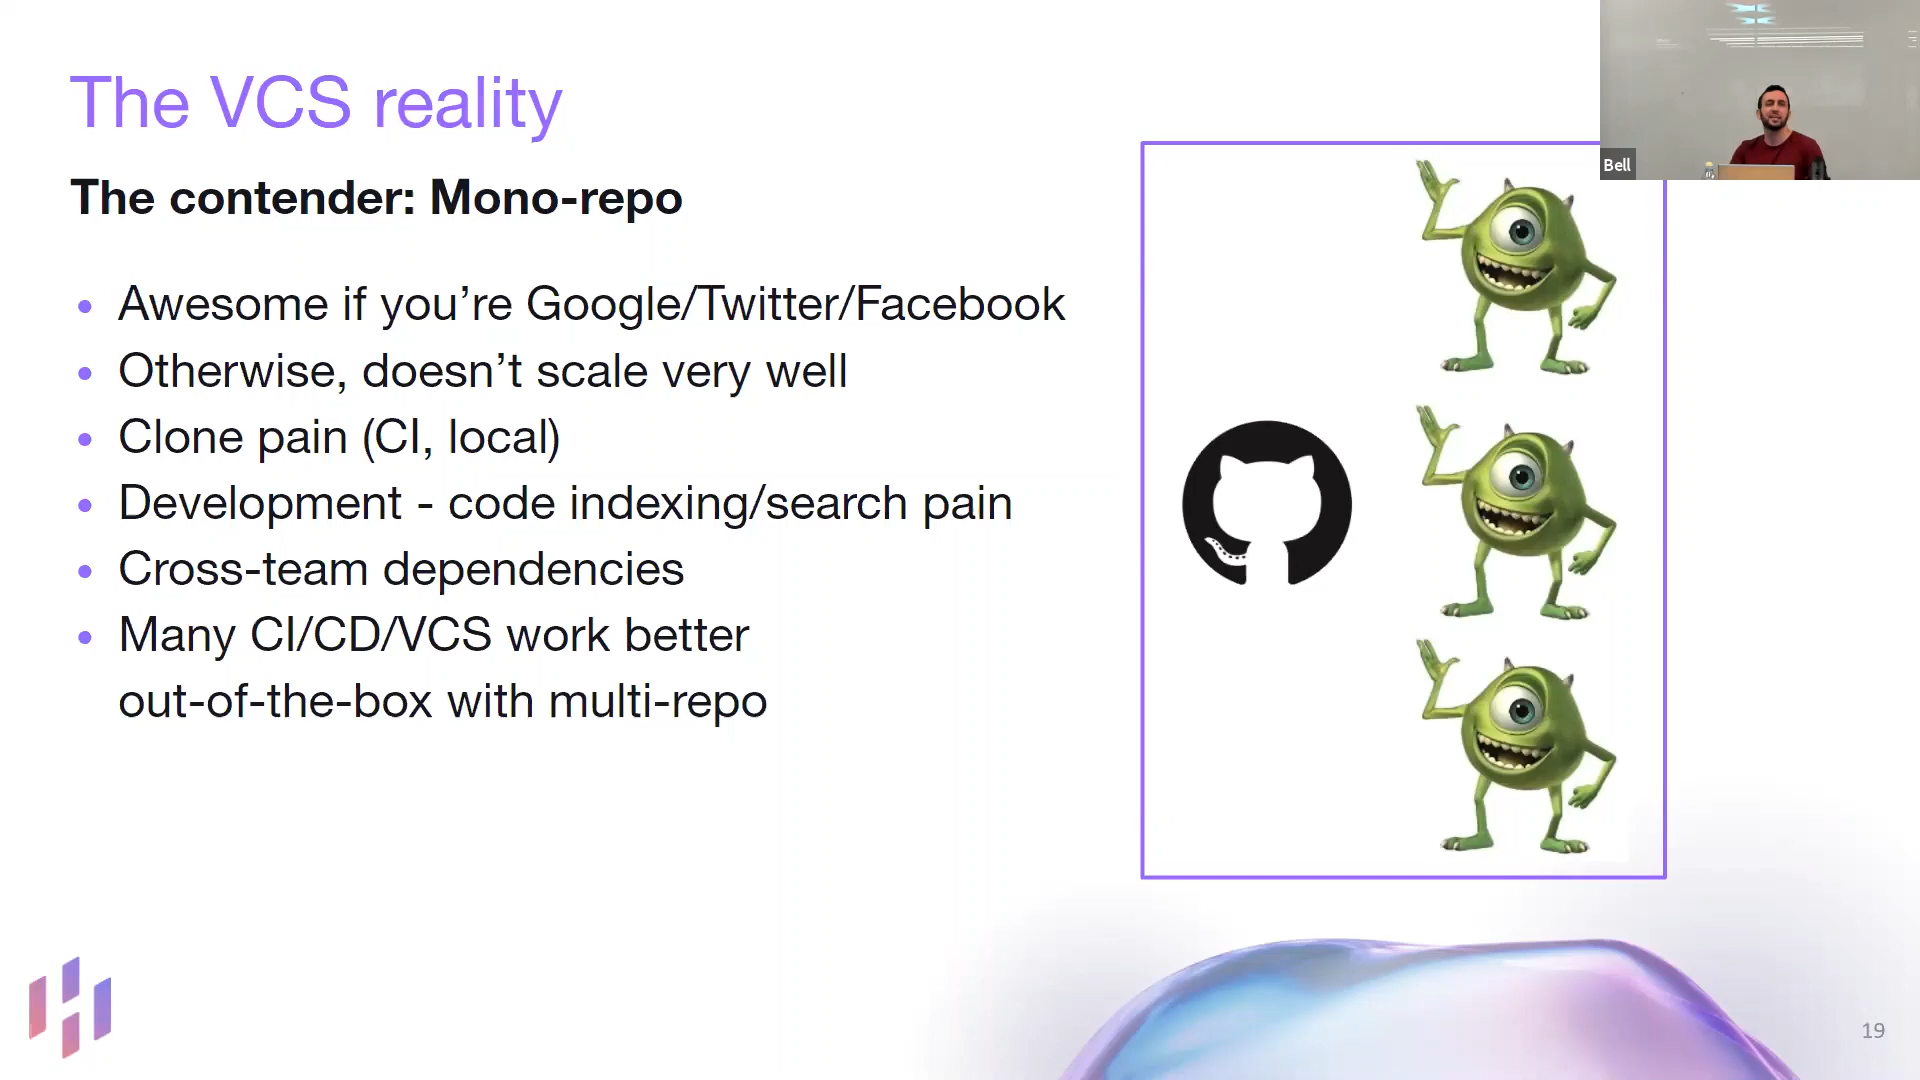 The VCS reality
The contender: Mono-repo
Bell
• Awesome if you’re Google/Twitter/Facebook
• Otherwise, doesn’t scale very well
• Clone pain (CI, local)
• Development - code indexing/search pain
• Cross-team dependencies
• Many CI/CD/VCS work better
out-of-the-box with multi-repo
19